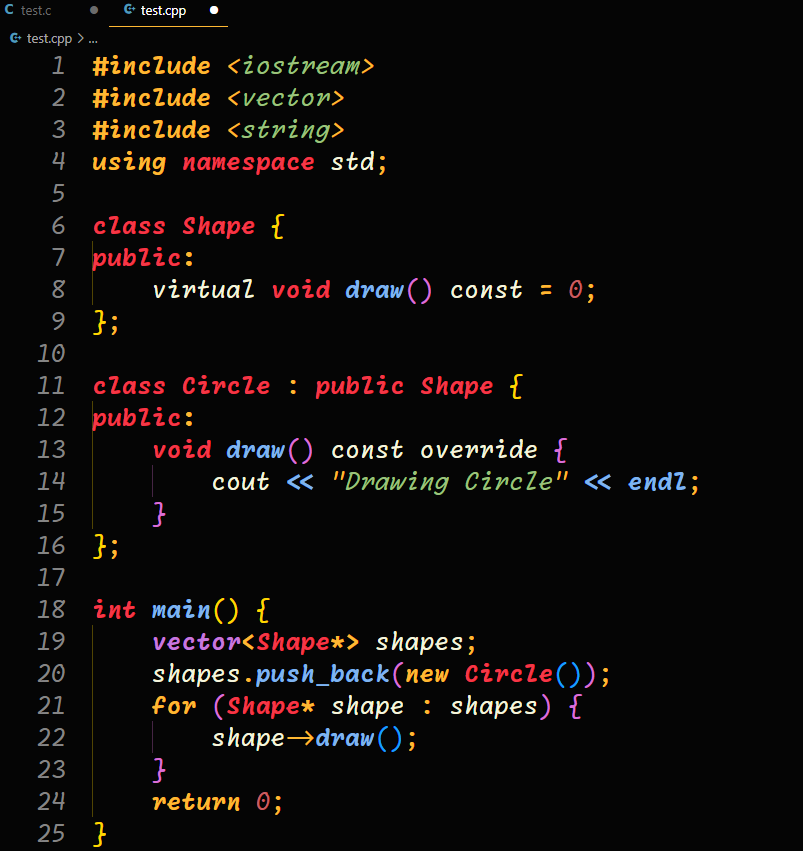 test.c
test.cpp
test.cpp > ...
1 #include <iostream>
2 #include <vector>
3 #include <string>
4 using namespace std;
5
6 class Shape {
7 public:
8     virtual void draw() const = 0;
9 };
10
11 class Circle : public Shape {
12 public:
13     void draw() const override {
14         cout << "Drawing Circle" << endl;
15     }
16 };
17
18 int main() {
19     vector<Shape*> shapes;
20     shapes.push_back(new Circle());
21     for (Shape* shape : shapes) {
22         shape->draw();
23     }
24     return 0;
25 }